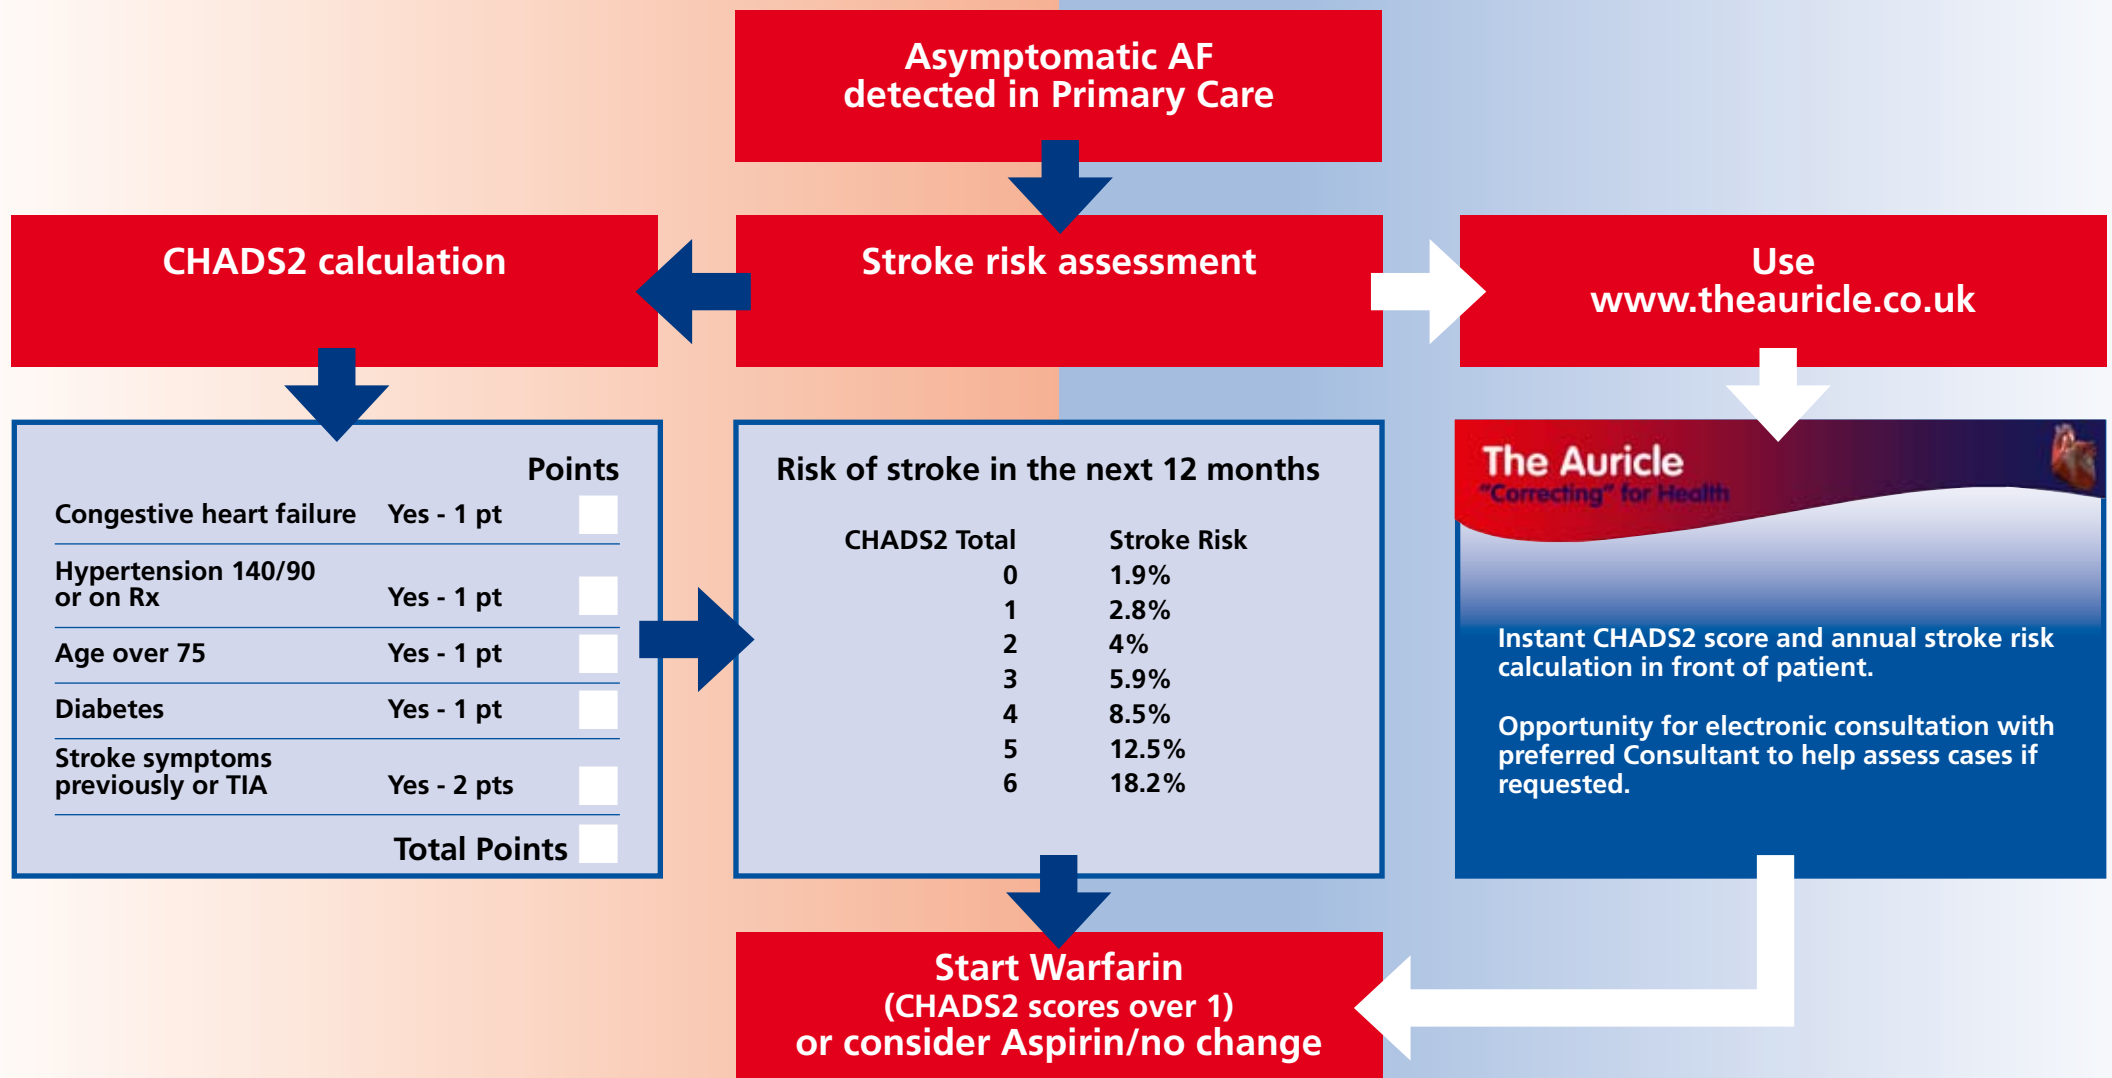 Asymptomatic AF
detected in Primary Care
CHADS2 calculation
Stroke risk assessment
Use
www.theauricle.co.uk
Points
Congestive heart failure Yes - 1 pt
Hypertension 140/90
or on Rx Yes - 1 pt
Age over 75 Yes - 1 pt
Diabetes Yes - 1 pt
Stroke symptoms
previously or TIA Yes - 2 pts
Total Points
Risk of stroke in the next 12 months
CHADS2 Total Stroke Risk
0 1.9%
1 2.8%
2 4%
3 5.9%
4 8.5%
5 12.5%
6 18.2%
The Auricle
"Correcting" for Health
Instant CHADS2 score and annual stroke risk
calculation in front of patient.
Opportunity for electronic consultation with
preferred Consultant to help assess cases if
requested.
Start Warfarin
(CHADS2 scores over 1)
or consider Aspirin/no change